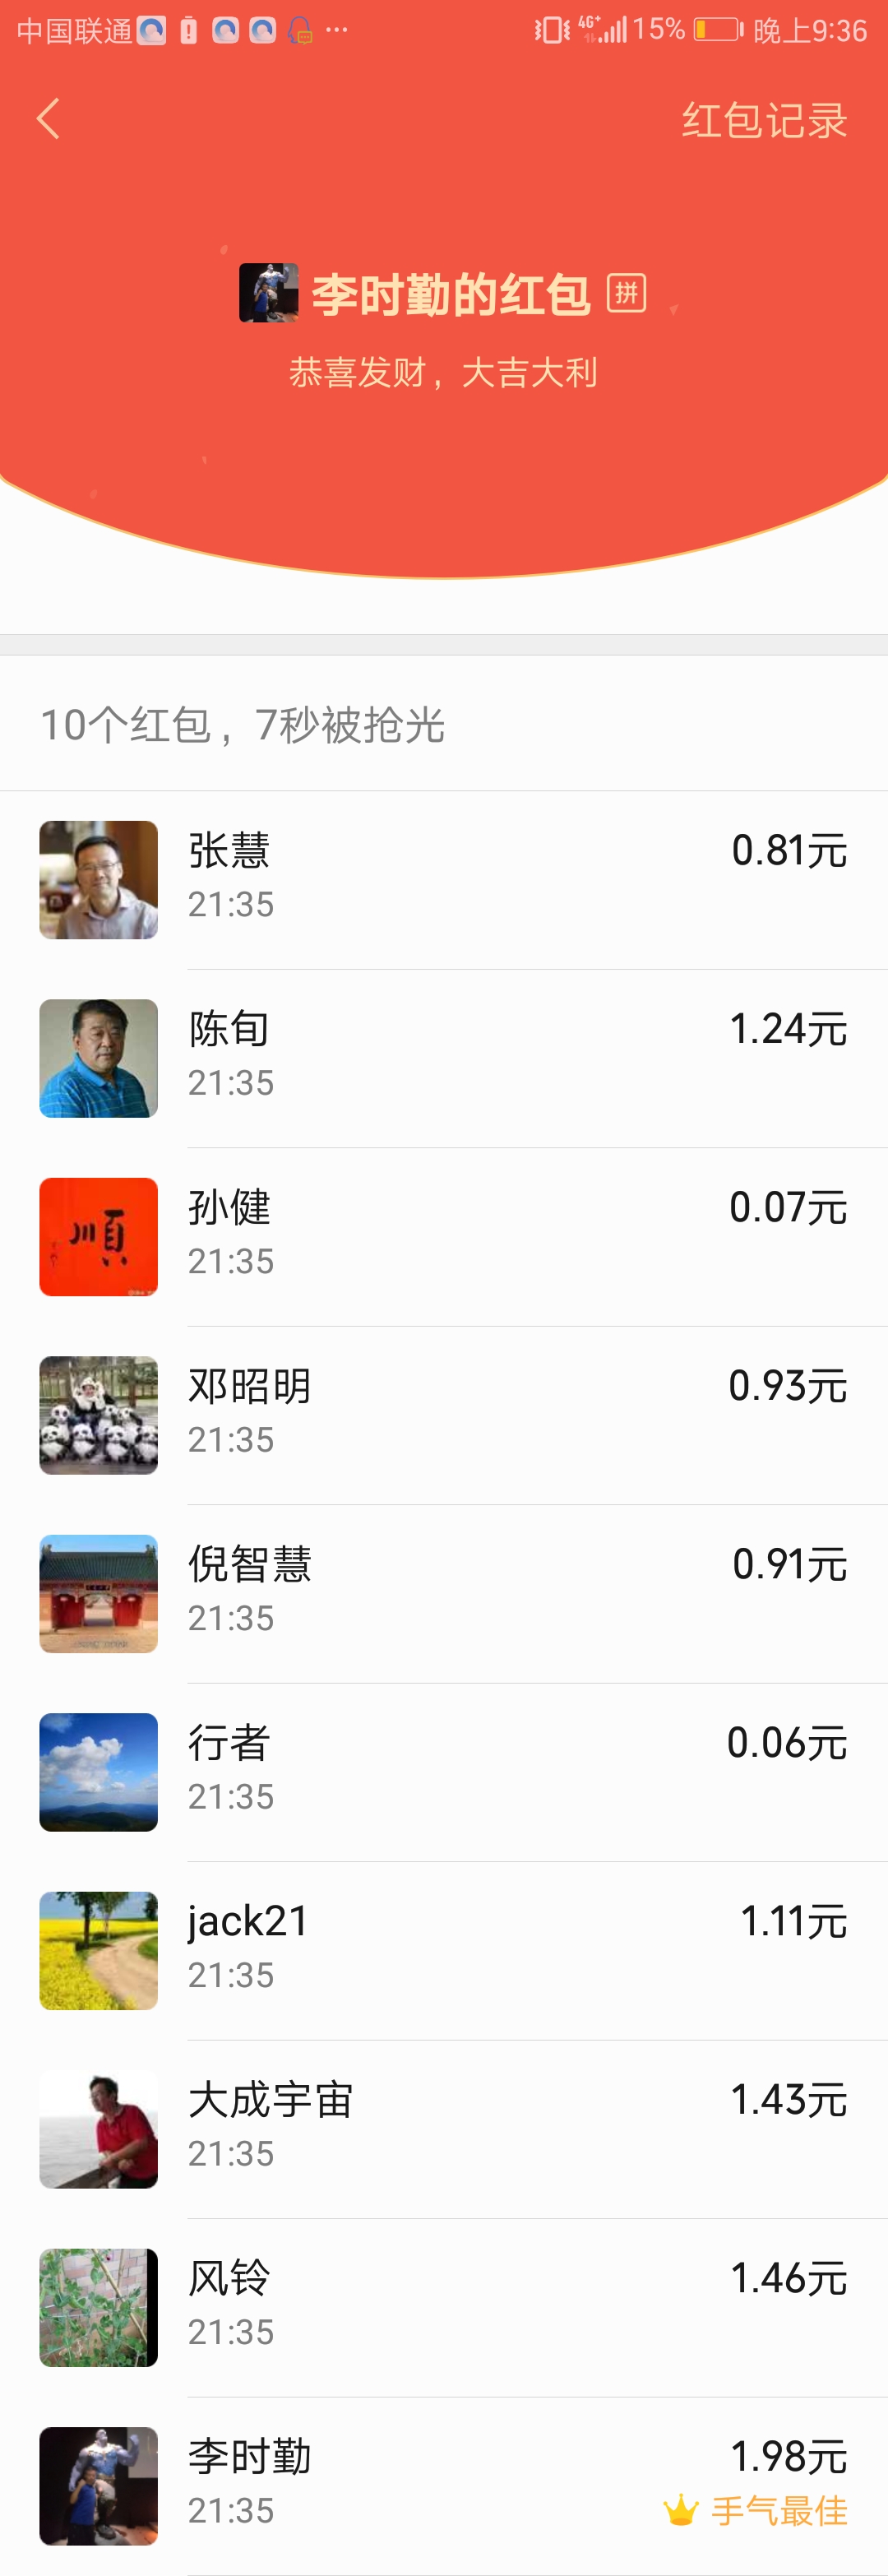 中国联通 ··· 4G+ 15% 晚上9:36
红包记录
李时勤的红包 拼
恭喜发财，大吉大利
10个红包，7秒被抢光
张慧 0.81元
21:35
陈旬 1.24元
21:35
順
孙健 0.07元
21:35
邓昭明 0.93元
21:35
倪智慧 0.91元
21:35
行者 0.06元
21:35
jack21 1.11元
21:35
大成宇宙 1.43元
21:35
风铃 1.46元
21:35
李时勤 1.98元
21:35 手气最佳